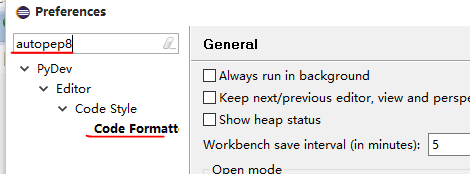 Preferences
autopep8
General
PyDev
Editor
Code Style
Code Formatte
Always run in background
Keep next/previous editor, view and perspe
Show heap status
Workbench save interval (in minutes): 5
Open mode